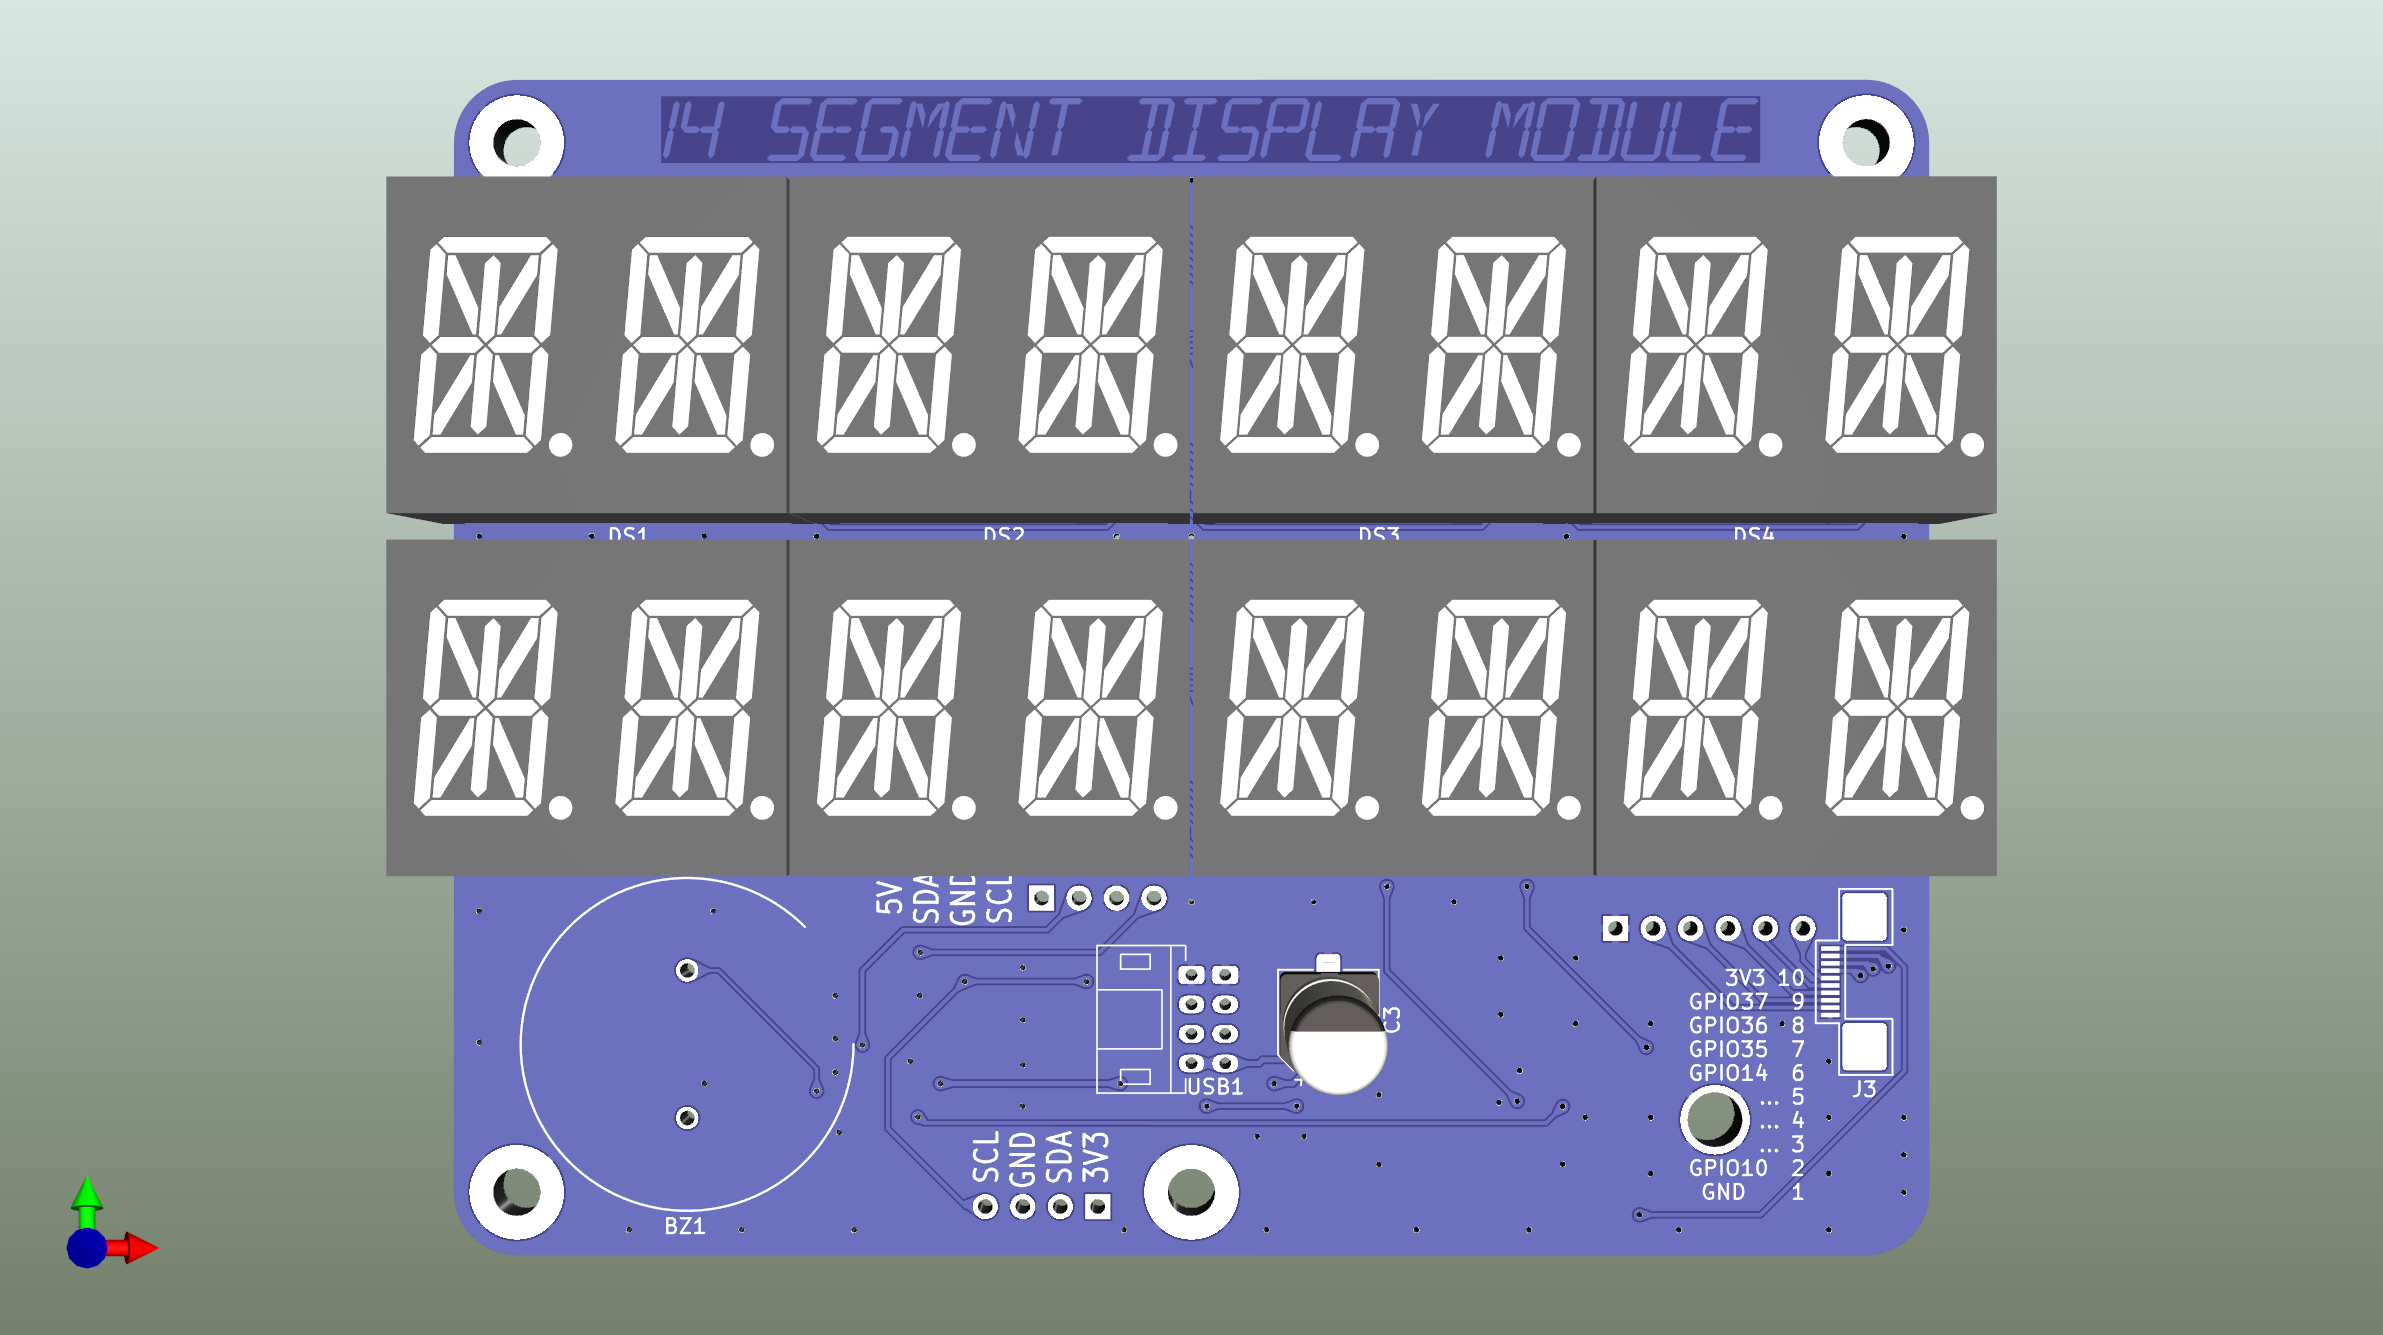 14 SEGMENT DISPLAY MODULE
DS1 DS2 DS3 DS4
5V
SDA
GND
SCL
C3
3V3 10
GPIO37 9
GPIO36 8
GPIO35 7
GPIO14 6
... 5
... 4
... 3
GPIO10 2
GND 1
J3
USB1
SCL
GND
SDA
3V3
BZ1